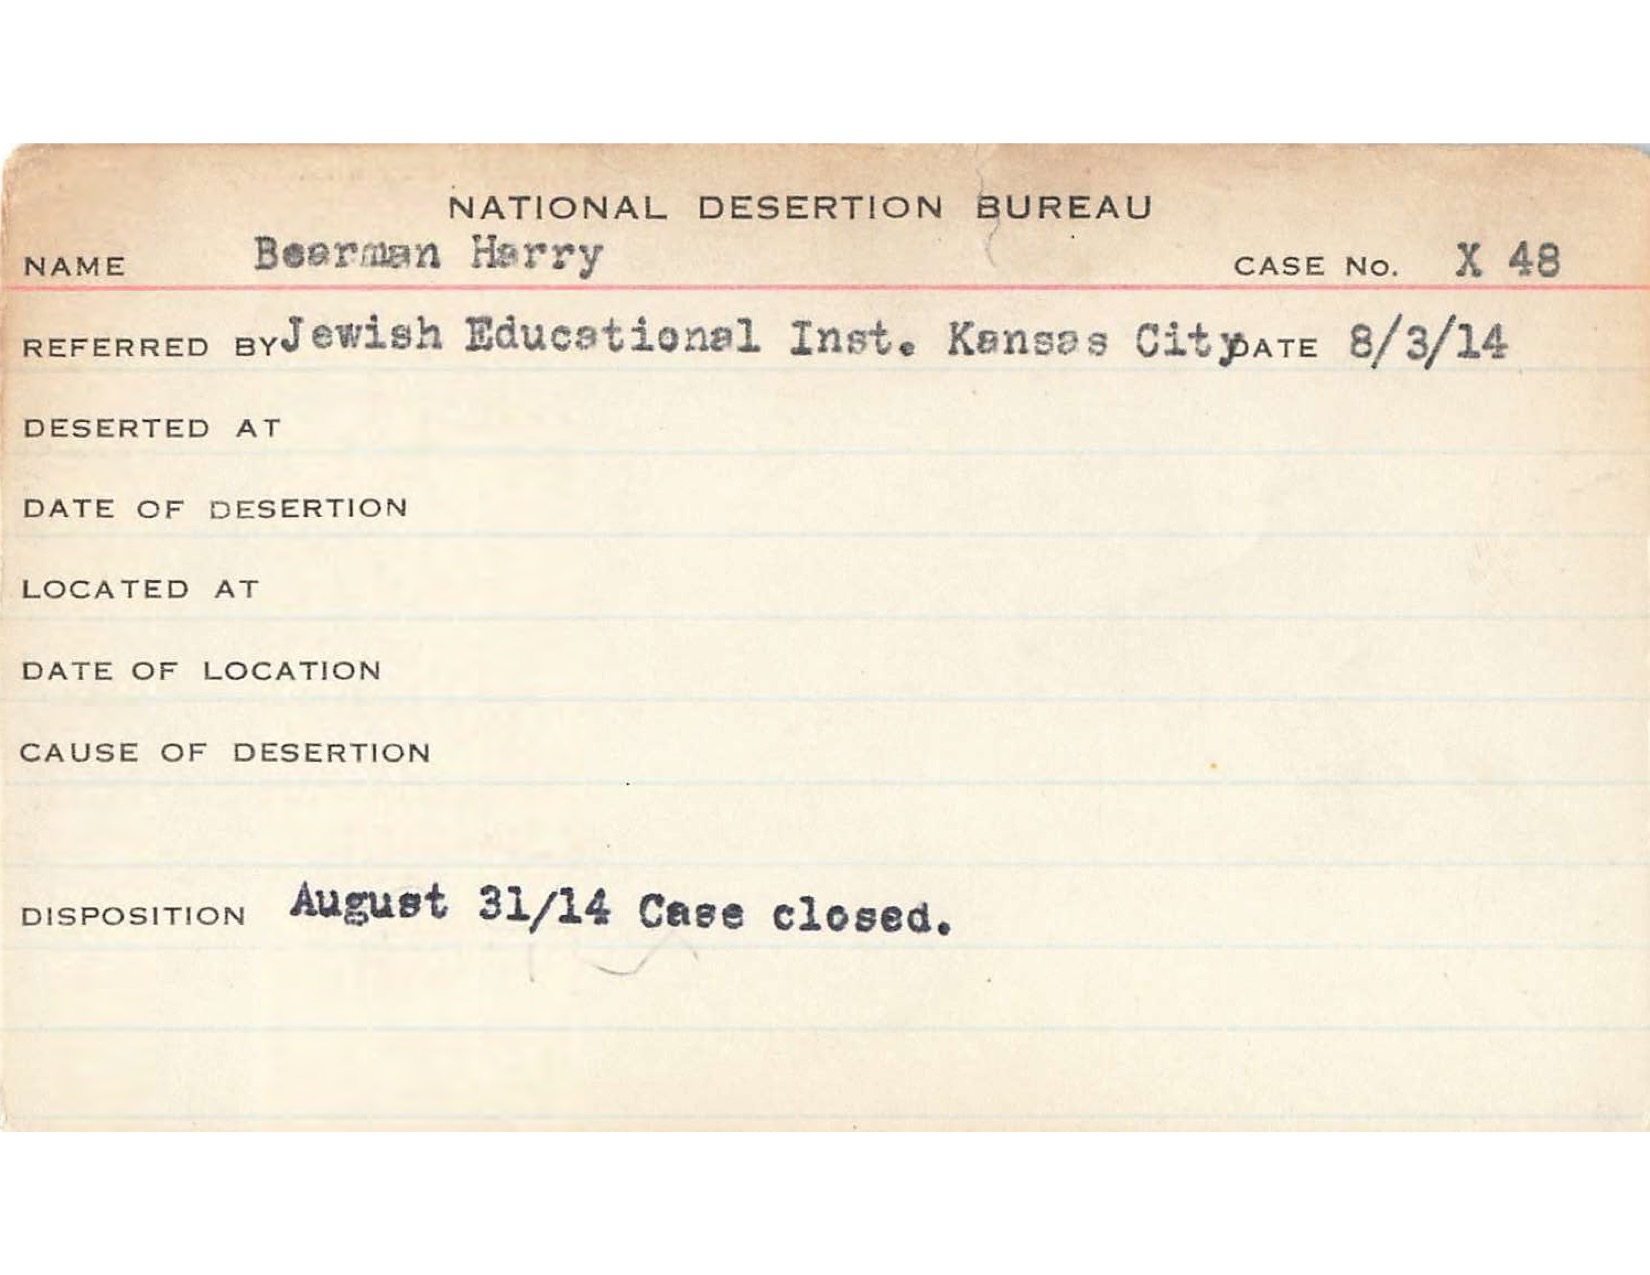 NATIONAL DESERTION BUREAU
NAME Bearman Harry CASE No. X 48
REFERRED BY Jewish Educational Inst. Kansas City DATE 8/3/14
DESERTED AT
DATE OF DESERTION
LOCATED AT
DATE OF LOCATION
CAUSE OF DESERTION
DISPOSITION August 31/14 Case closed.